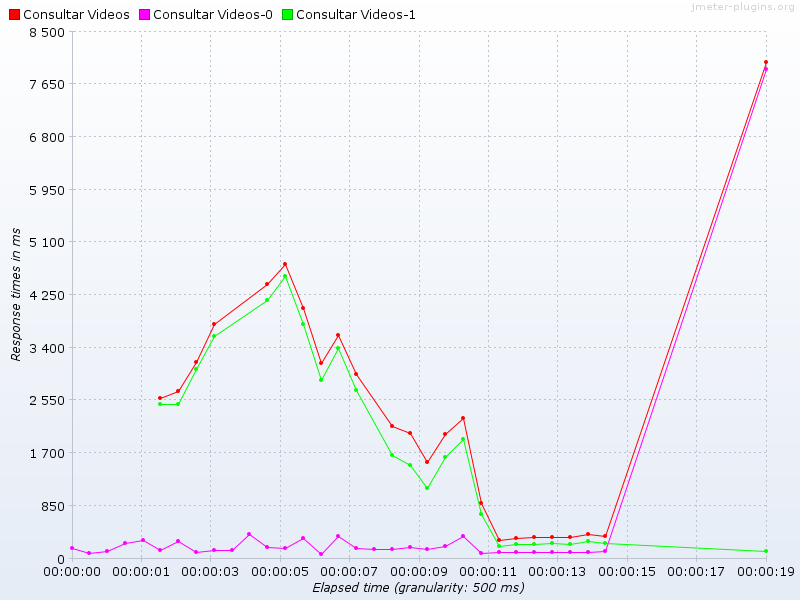 Consultar Videos Consultar Videos-0 Consultar Videos-1
jmeter-plugins.org
8 500
7 650
6 800
5 950
5 100
4 250
3 400
2 550
1 700
850
0
Response times in ms
00:00:00 00:00:01 00:00:03 00:00:05 00:00:07 00:00:09 00:00:11 00:00:13 00:00:15 00:00:17 00:00:19
Elapsed time (granularity: 500 ms)